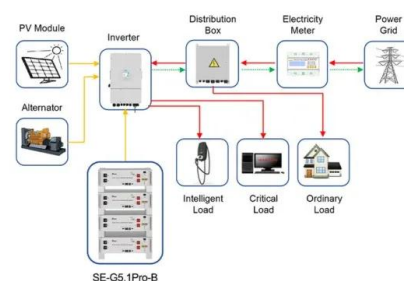 PV Module
Inverter
Distribution
Box
Electricity
Meter
Power
Grid
Alternator
Intelligent
Load
Critical
Load
Ordinary
Load
SE-G5.1Pro-B